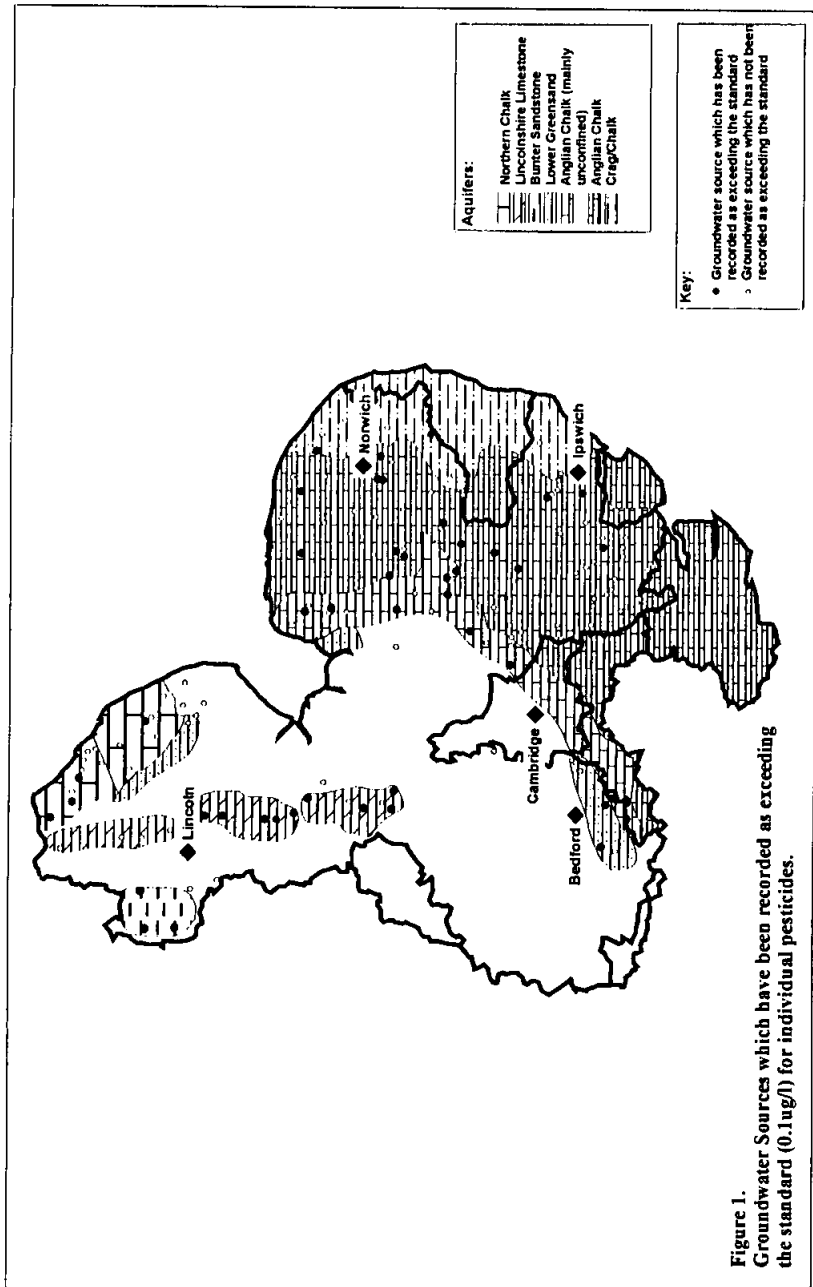 Lincoln
Norwich
Cambridge
Bedford
Ipswich
Aquifers:
Northern Chalk
Lincolnshire Limestone
Bunter Sandstone
Lower Greensand
Anglian Chalk (mainly
unconfined)
Anglian Chalk
Crag/Chalk
Key:
Groundwater source which has been
recorded as exceeding the standard
Groundwater source which has not been
recorded as exceeding the standard
Figure 1.
Groundwater Sources which have been recorded as exceeding
the standard (0.1ug/l) for individual pesticides.